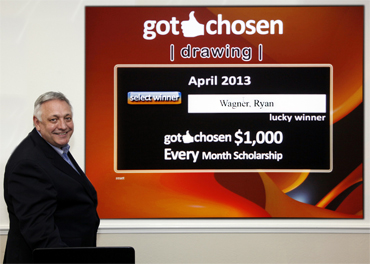 got chosen
| drawing |
April 2013
select winner
Wagner, Ryan
lucky winner
got chosen $1,000
Every Month Scholarship